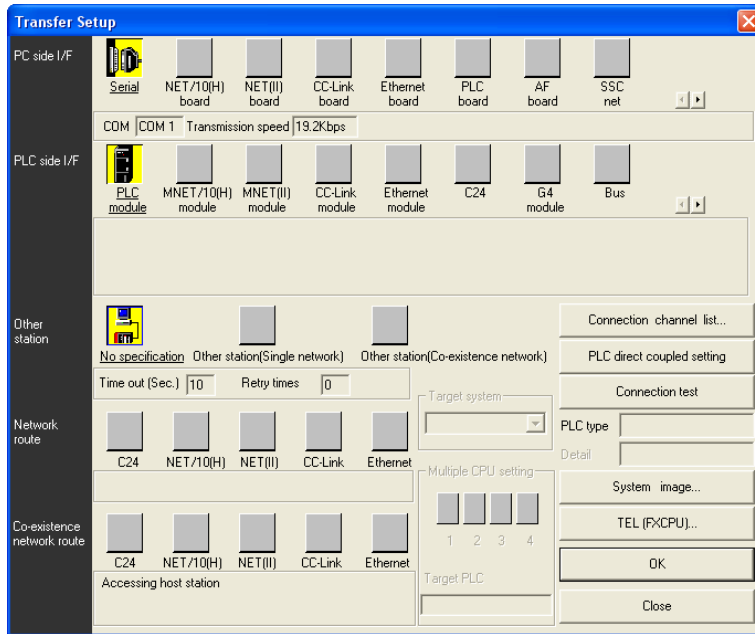 Transfer Setup
PC side I/F
Serial
NET/10(H)
board
NET(II)
board
CC-Link
board
Ethernet
board
PLC
board
AF
board
SSC
net
COM COM 1 Transmission speed 19.2Kbps
PLC side I/F
PLC
module
MNET/10(H)
module
MNET(II)
module
CC-Link
module
Ethernet
module
C24
G4
module
Bus
Other
station
No specification
Other station(Single network)
Other station(Co-existence network)
Time out (Sec.) 10 Retry times 0
Connection channel list...
PLC direct coupled setting
Connection test
Target system
PLC type
Detail
Network
route
C24
NET/10(H)
NET(II)
CC-Link
Ethernet
Multiple CPU setting
1 2 3 4
Target PLC
System image...
TEL (FXCPU)...
OK
Close
Co-existence
network route
C24
NET/10(H)
NET(II)
CC-Link
Ethernet
Accessing host station